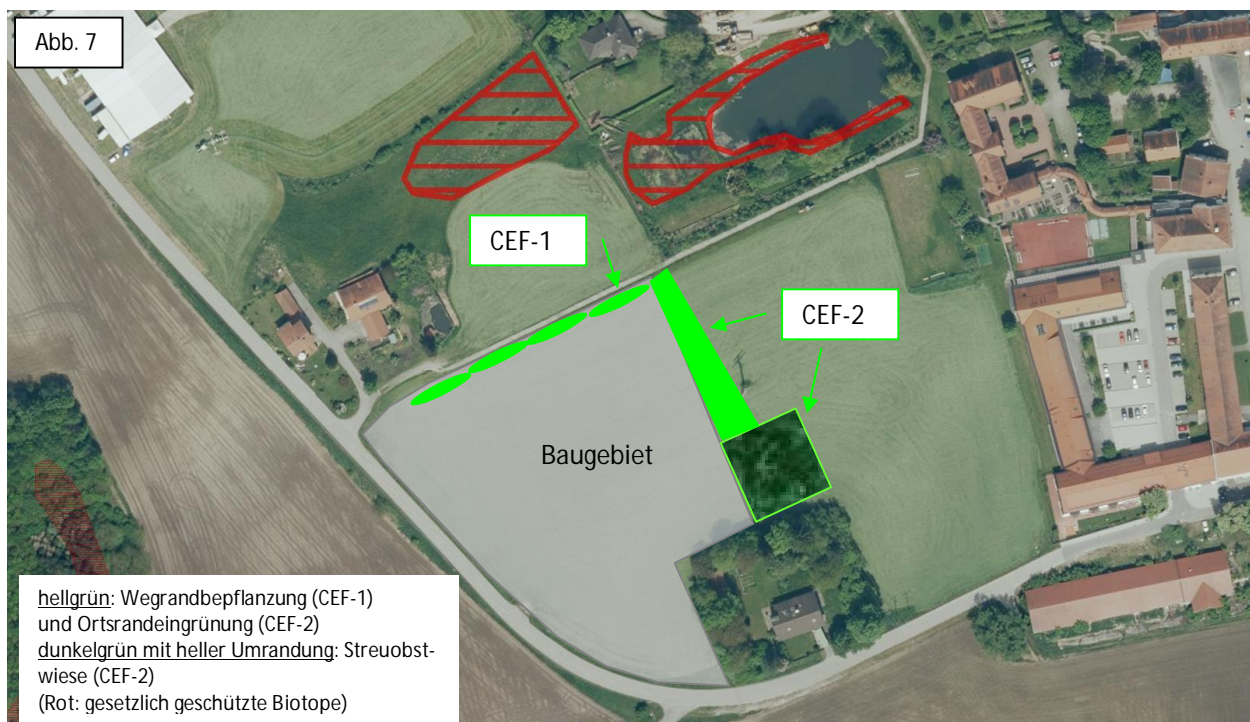 Abb. 7
CEF-1
CEF-2
Baugebiet
hellgrün: Wegrandbepflanzung (CEF-1)
und Ortsrandeingrünung (CEF-2)
dunkelgrün mit heller Umrandung: Streuobst-
wiese (CEF-2)
(Rot: gesetzlich geschützte Biotope)